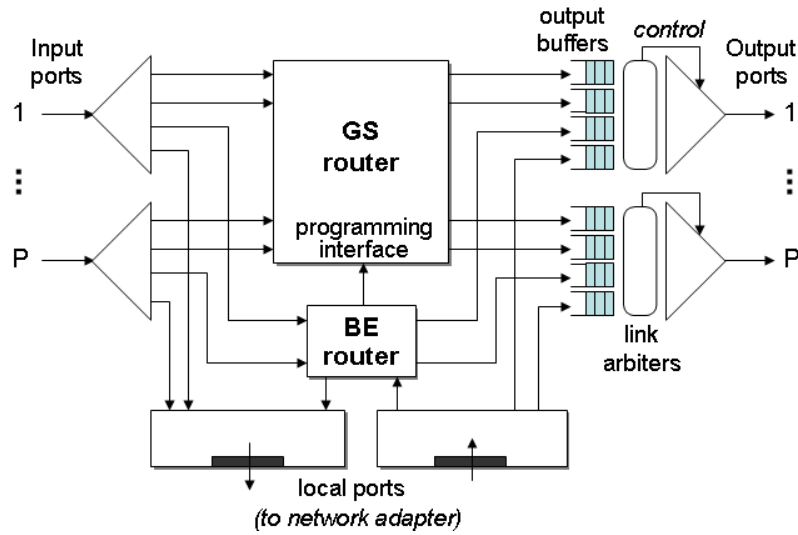 Input
ports
1
...
P
GS
router
programming
interface
BE
router
output
buffers
control
Output
ports
1
...
P
link
arbiters
local ports
(to network adapter)